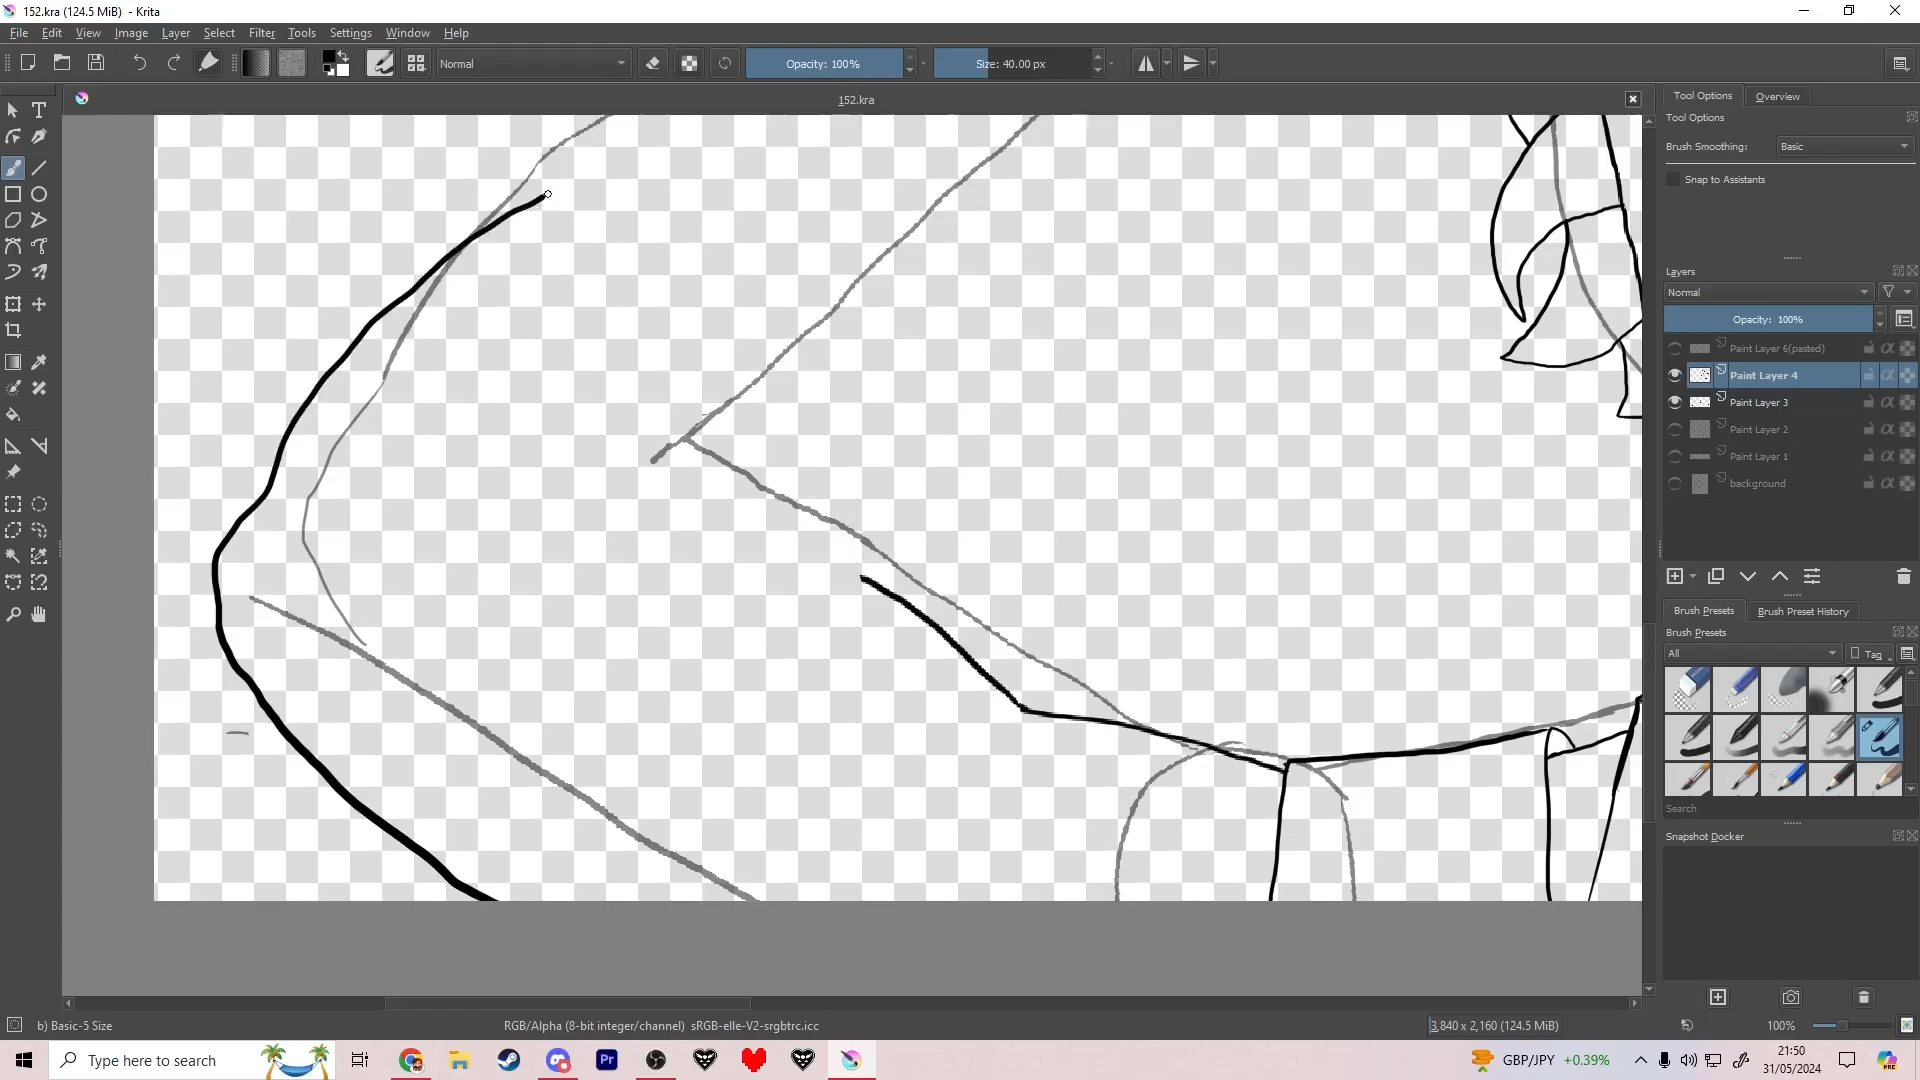 152.kra (124.5 MiB)  - Krita
File Edit View Image Layer Select Filter Tools Settings Window Help
Normal
Opacity: 100%
Size: 40.00 px
152.kra
Tool Options
Overview
Tool Options
Brush Smoothing:
Basic
Snap to Assistants
Layers
Normal
Opacity: 100%
Paint Layer 6(pasted)
Paint Layer 4
Paint Layer 3
Paint Layer 2
Paint Layer 1
background
Brush Presets
Brush Preset History
Brush Presets
All
Tag
Search
Snapshot Docker
b) Basic-5 Size
RGB/Alpha (8-bit integer/channel)  sRGB-elle-V2-srgbtrc.icc
3,840 x 2,160 (124.5 MiB)
100%
Type here to search
Pr
GBP/JPY +0.39%
21:50
31/05/2024
PRE